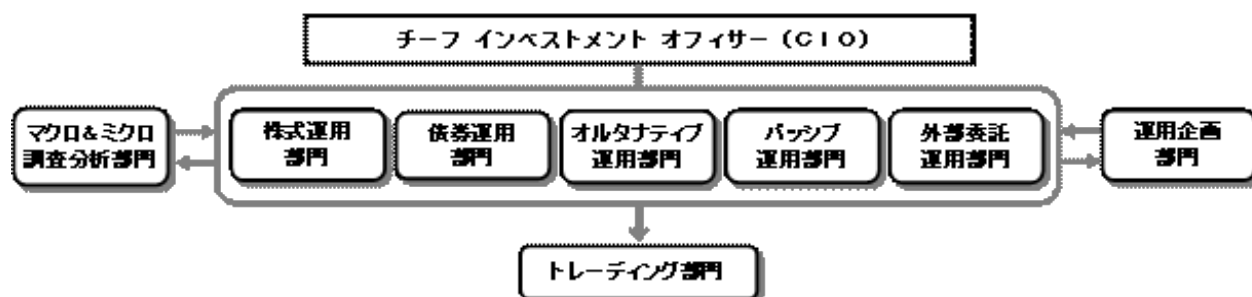 チーフ インベストメント オフィサー (CIO)
マクロ&ミクロ
調査分析部門
株式運用
部門
債券運用
部門
オルタナティブ
運用部門
パッシブ
運用部門
外部委託
運用部門
運用企画
部門
トレーディング部門